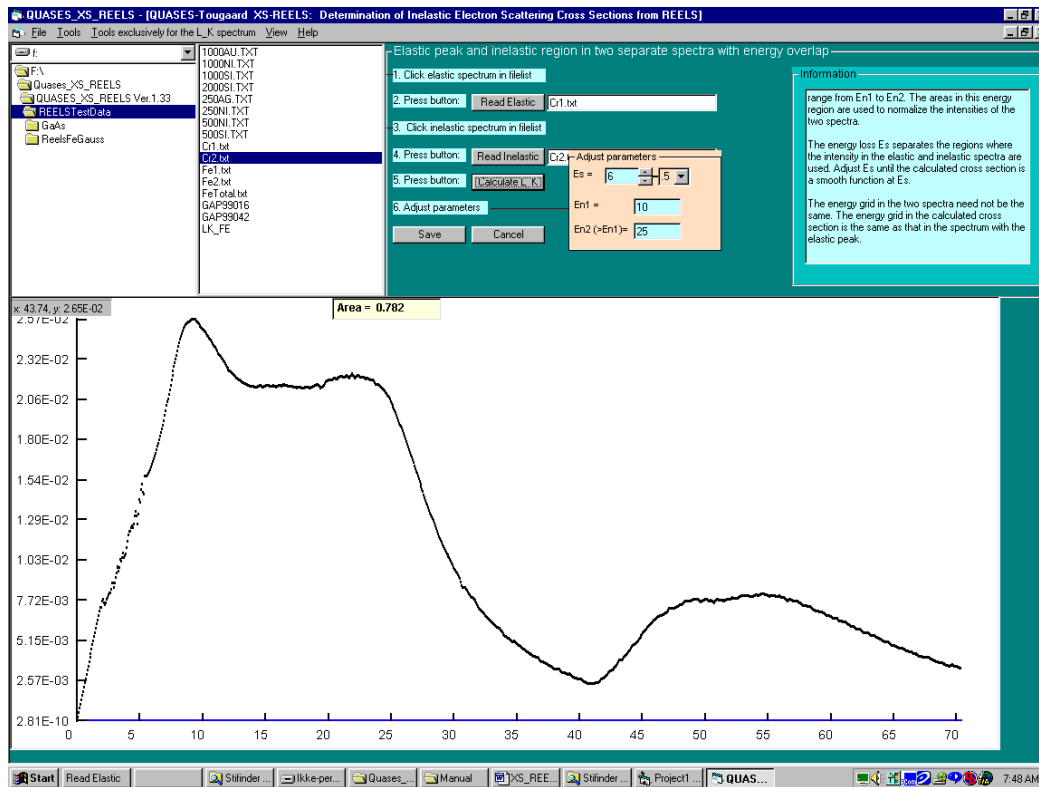 QUASES_XS_REELS - [QUASES-Tougaard XS-REELS: Determination of Inelastic Electron Scattering Cross Sections from REELS]
File Tools Tools exclusively for the L_K spectrum View Help
f:
F:\
Quases_XS_REELS
QUASES_XS_REELS Ver.1.33
REELSTestData
GaAs
ReelsFeGauss
1000AU.TXT
1000NI.TXT
1000SI.TXT
2000SI.TXT
250AG.TXT
250NI.TXT
500NI.TXT
500SI.TXT
Cr1.txt
Cr2.txt
Fe1.txt
Fe2.txt
FeTotal.txt
GAP99016
GAP99042
LK_FE
Elastic peak and inelastic region in two separate spectra with energy overlap
1. Click elastic spectrum in filelist
2. Press button: Read Elastic Cr1.txt
3. Click inelastic spectrum in filelist
4. Press button: Read Inelastic
5. Press button: Calculate L_K
6. Adjust parameters
Save Cancel
Adjust parameters
Es = 6 .5
En1 = 10
En2 (>En1)= 25
Information
range from En1 to En2. The areas in this energy
region are used to normalize the intensities of the
two spectra.
The energy loss Es separates the regions where
the intensity in the elastic and inelastic spectra are
used. Adjust Es until the calculated cross section is
a smooth function at Es.
The energy grid in the two spectra need not be the
same. The energy grid in the calculated cross
section is the same as that in the spectrum with the
elastic peak.
x: 43.74, y: 2.65E-02
Area = 0.782
2.57E-02
2.32E-02
2.06E-02
1.80E-02
1.54E-02
1.29E-02
1.03E-02
7.72E-03
5.15E-03
2.57E-03
2.81E-10
0 5 10 15 20 25 30 35 40 45 50 55 60 65 70
Start Read Elastic Stifinder ... Ikke-per... Quases_... Manual XS_REE... Stifinder ... Project1 ... QUAS... 7:48 AM